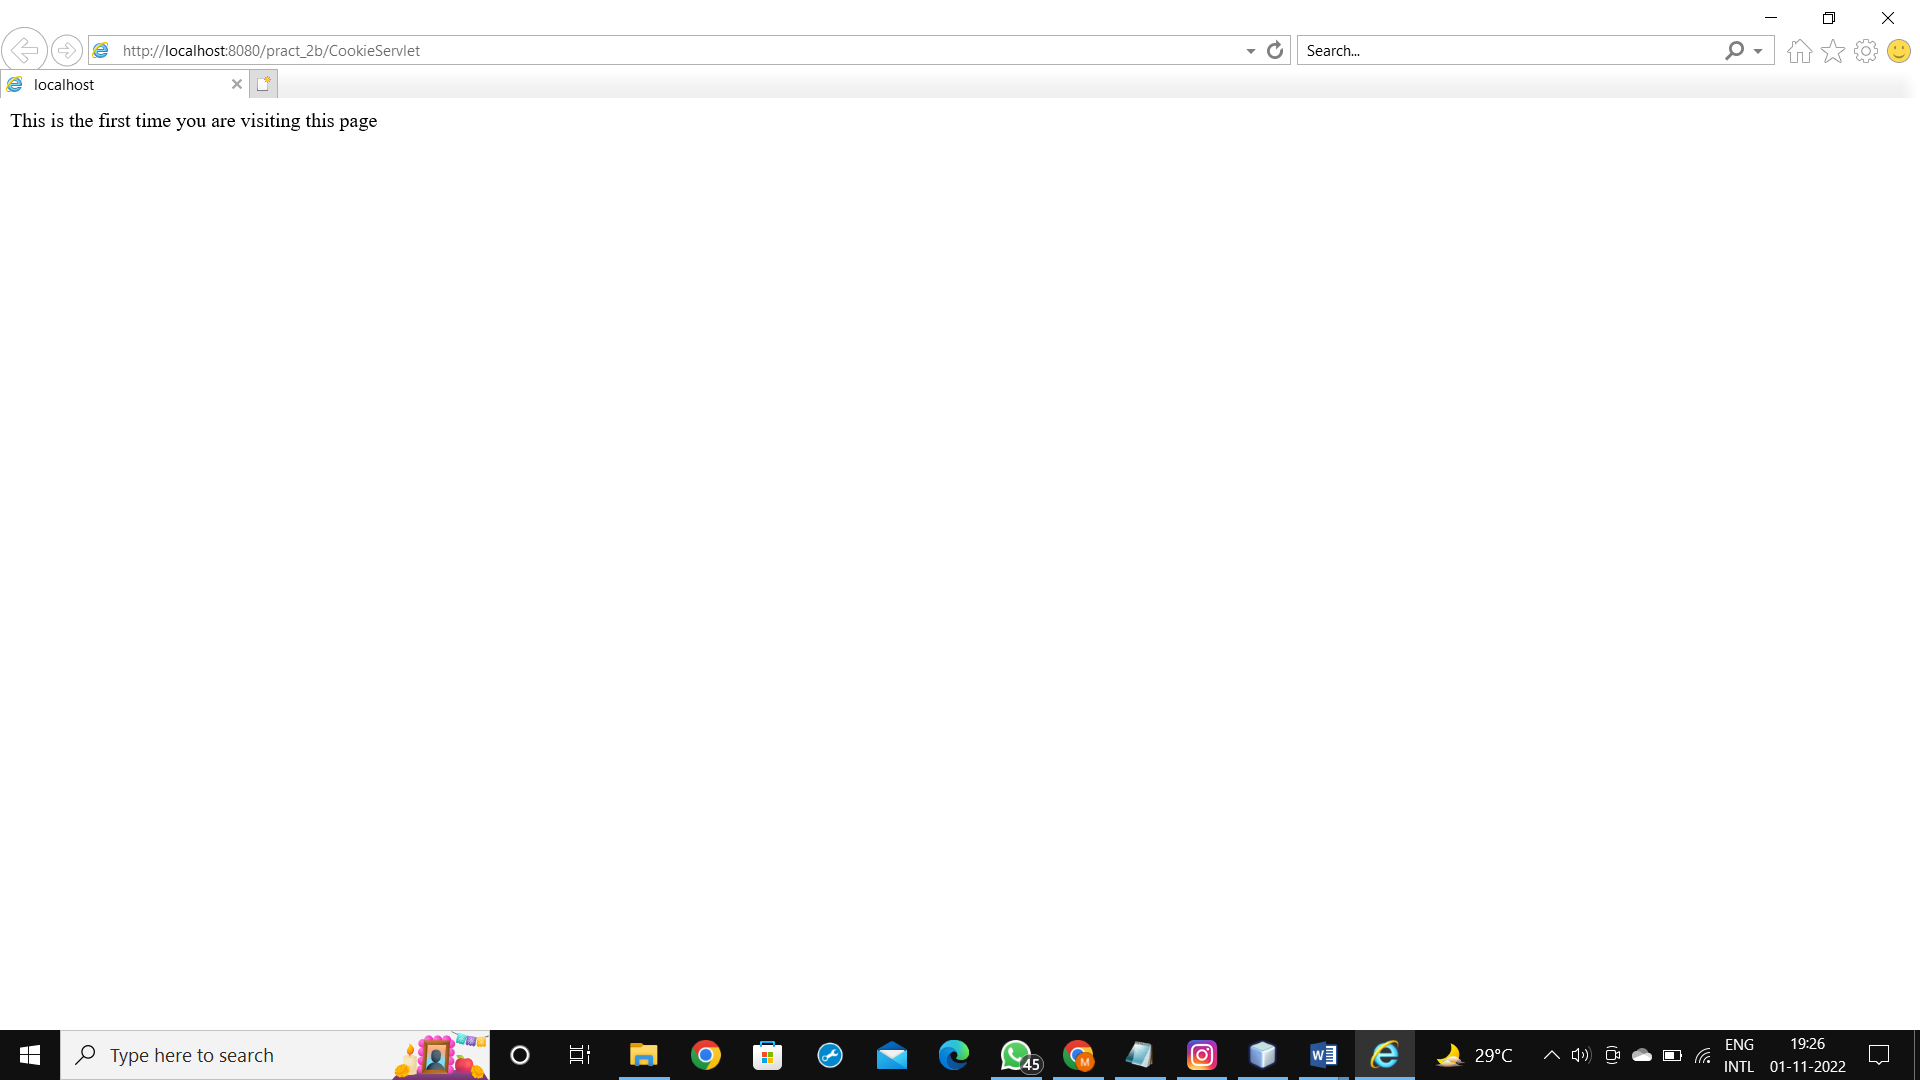 http://localhost:8080/pract_2b/CookieServlet
Search...
localhost
This is the first time you are visiting this page
Type here to search
45
M
29°C
ENG
INTL
19:26
01-11-2022